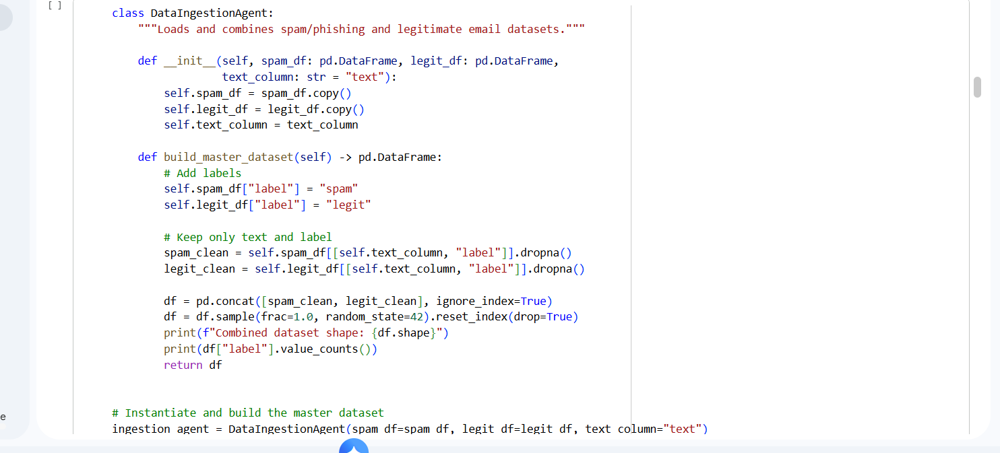 [ ]
class DataIngestionAgent:
    """Loads and combines spam/phishing and legitimate email datasets."""

    def __init__(self, spam_df: pd.DataFrame, legit_df: pd.DataFrame,
                 text_column: str = "text"):
        self.spam_df = spam_df.copy()
        self.legit_df = legit_df.copy()
        self.text_column = text_column

    def build_master_dataset(self) -> pd.DataFrame:
        # Add labels
        self.spam_df["label"] = "spam"
        self.legit_df["label"] = "legit"

        # Keep only text and label
        spam_clean = self.spam_df[[self.text_column, "label"]].dropna()
        legit_clean = self.legit_df[[self.text_column, "label"]].dropna()

        df = pd.concat([spam_clean, legit_clean], ignore_index=True)
        df = df.sample(frac=1.0, random_state=42).reset_index(drop=True)
        print(f"Combined dataset shape: {df.shape}")
        print(df["label"].value_counts())
        return df


# Instantiate and build the master dataset
e
ingestion_agent = DataIngestionAgent(spam_df=spam_df, legit_df=legit_df, text_column="text")